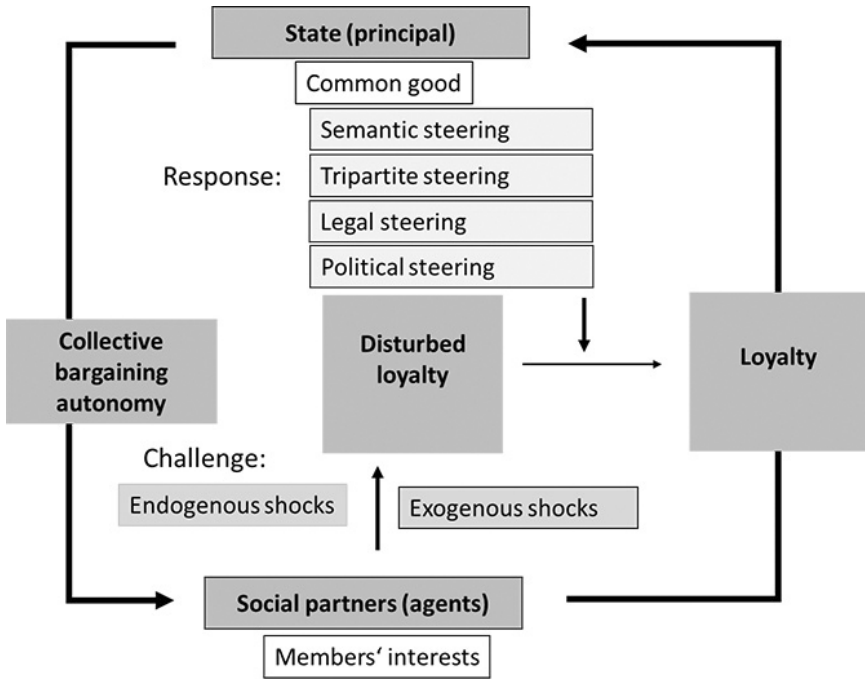 State (principal)
Common good
Semantic steering
Response:
Tripartite steering
Legal steering
Political steering
Collective
bargaining
autonomy
Disturbed
loyalty
Loyalty
Challenge:
Endogenous shocks
Exogenous shocks
Social partners (agents)
Members‘ interests